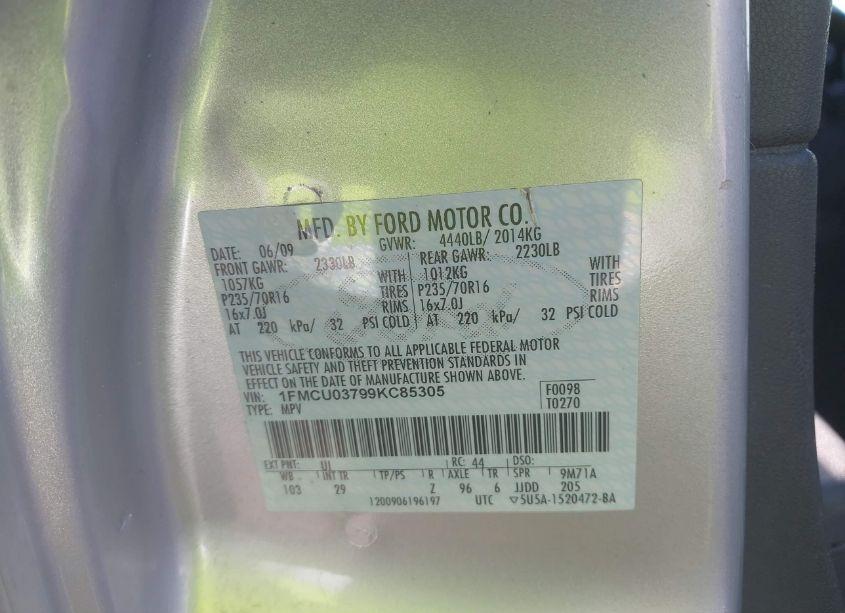 MFD. BY FORD MOTOR CO.
DATE: 06/09 GVWR: 4440LB/ 2014KG
FRONT GAWR: 2330LB REAR GAWR: 2230LB
1057KG WITH 1012KG WITH
P235/70R16 TIRES P235/70R16 TIRES
16x7.0J RIMS 16x7.0J RIMS
AT 220 kPa/ 32 PSI COLD AT 220 kPa/ 32 PSI COLD
THIS VEHICLE CONFORMS TO ALL APPLICABLE FEDERAL MOTOR
VEHICLE SAFETY AND THEFT PREVENTION STANDARDS IN
EFFECT ON THE DATE OF MANUFACTURE SHOWN ABOVE.
VIN: 1FMCU03799KC85305 F0098
TYPE: MPV T0270
EXT PNT: UI RC: 44 DSO:
WB INT TR TP/PS R AXLE TR SPR 9M71A
103 29 Z 96 6 JJDD 205
1200906196197 UTC ▽5U5A-1520472-BA